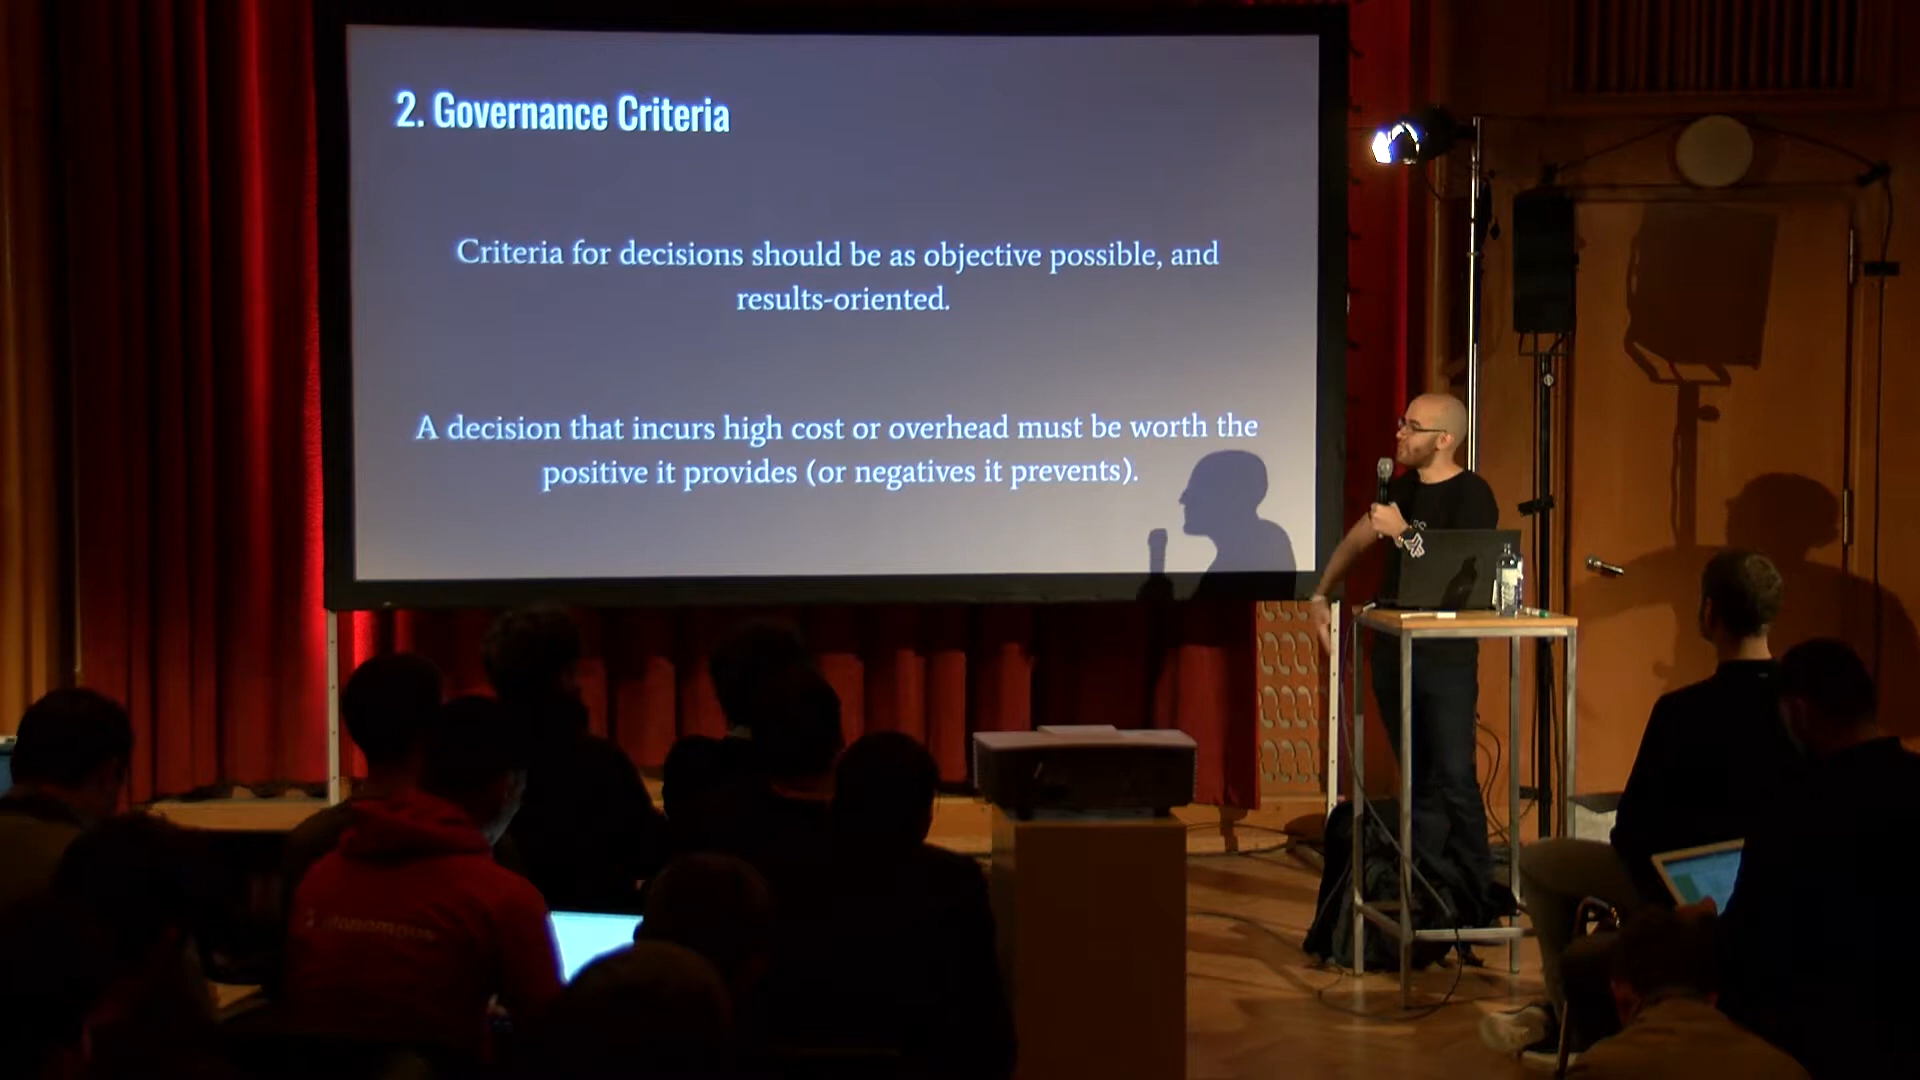 2. Governance Criteria
Criteria for decisions should be as objective possible, and
results-oriented.
A decision that incurs high cost or overhead must be worth the
positive it provides (or negatives it prevents).